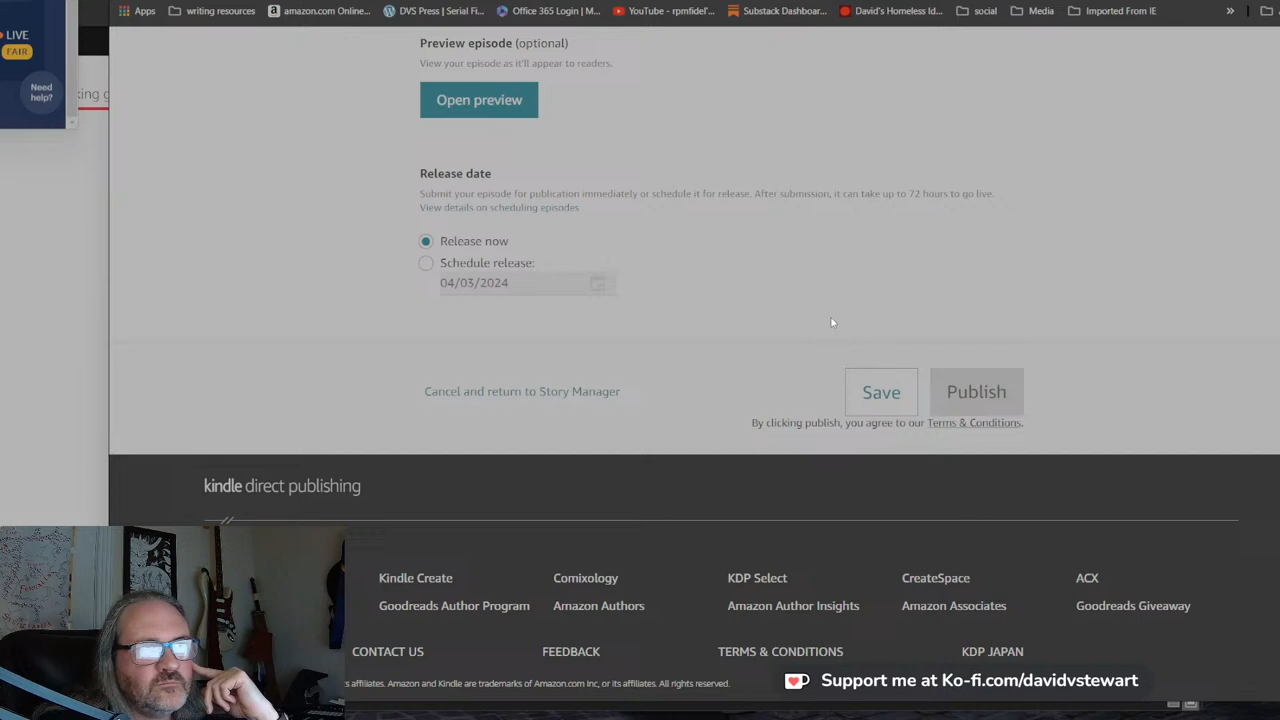 LIVE
FAIR
Need
help?
king g
Apps
writing resources
amazon.com Online...
DVS Press | Serial Fi...
Office 365 Login | M...
YouTube - rpmfidel'...
Substack Dashboar...
David's Homeless Id...
social
Media
Imported From IE
»
Preview episode (optional)
View your episode as it'll appear to readers.
Open preview
Release date
Submit your episode for publication immediately or schedule it for release. After submission, it can take up to 72 hours to go live.
View details on scheduling episodes
Release now
Schedule release:
04/03/2024
Cancel and return to Story Manager
Save
Publish
By clicking publish, you agree to our Terms & Conditions.
kindle direct publishing
Kindle Create
Comixology
KDP Select
CreateSpace
ACX
Goodreads Author Program
Amazon Authors
Amazon Author Insights
Amazon Associates
Goodreads Giveaway
CONTACT US
FEEDBACK
TERMS & CONDITIONS
KDP JAPAN
ts affiliates. Amazon and Kindle are trademarks of Amazon.com Inc, or its affiliates. All rights reserved.
Support me at Ko-fi.com/davidvstewart